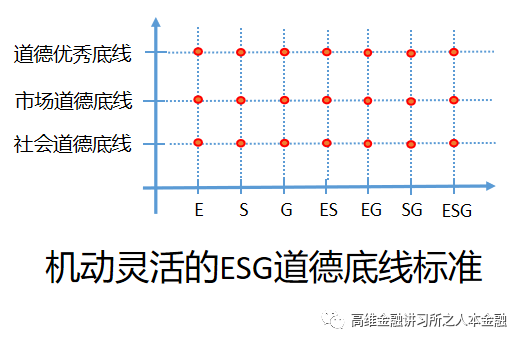 道德优秀底线
市场道德底线
社会道德底线
E S G ES EG SG ESG
机动灵活的ESG道德底线标准
高维金融讲习所之人本金融